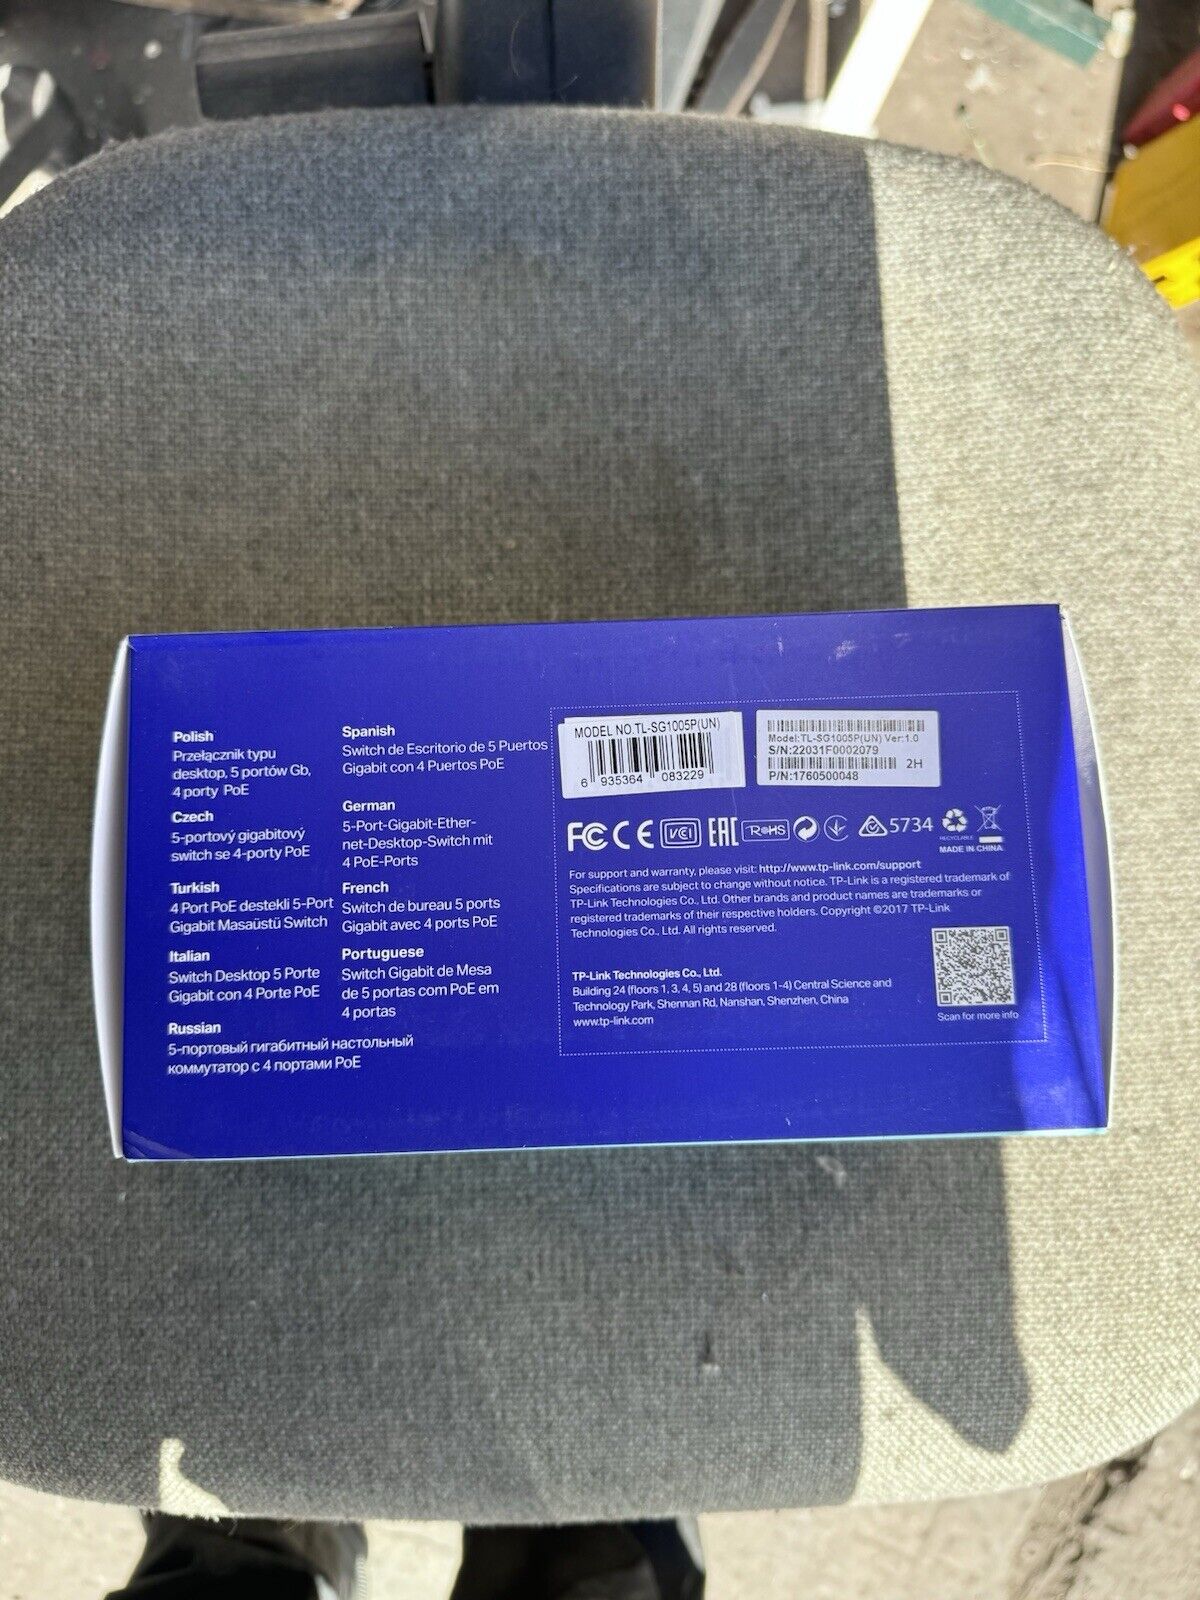 Polish
Przełącznik typu
desktop, 5 portów Gb,
4 porty PoE
Czech
5-portový gigabitový
switch se 4-porty PoE
Turkish
4 Port PoE destekli 5-Port
Gigabit Masaüstü Switch
Italian
Switch Desktop 5 Porte
Gigabit con 4 Porte PoE
Russian
5-портовый гигабитный настольный
коммутатор с 4 портами PoE
Spanish
Switch de Escritorio de 5 Puertos
Gigabit con 4 Puertos PoE
German
5-Port-Gigabit-Ether-
net-Desktop-Switch mit
4 PoE-Ports
French
Switch de bureau 5 ports
Gigabit avec 4 ports PoE
Portuguese
Switch Gigabit de Mesa
de 5 portas com PoE em
4 portas
MODEL NO.TL-SG1005P(UN)
6 935364 083229
Model:TL-SG1005P(UN) Ver:1.0
S/N:22031F0002079
2H
P/N:1760500048
FC CE VCCI EAC RoHS 5734
RECYCLABLE
MADE IN CHINA
For support and warranty, please visit: http://www.tp-link.com/support
Specifications are subject to change without notice. TP-Link is a registered trademark of
TP-Link Technologies Co., Ltd. Other brands and product names are trademarks or
registered trademarks of their respective holders. Copyright ©2017 TP-Link
Technologies Co., Ltd. All rights reserved.
TP-Link Technologies Co., Ltd.
Building 24 (floors 1, 3, 4, 5) and 28 (floors 1-4) Central Science and
Technology Park, Shennan Rd, Nanshan, Shenzhen, China
www.tp-link.com
Scan for more info